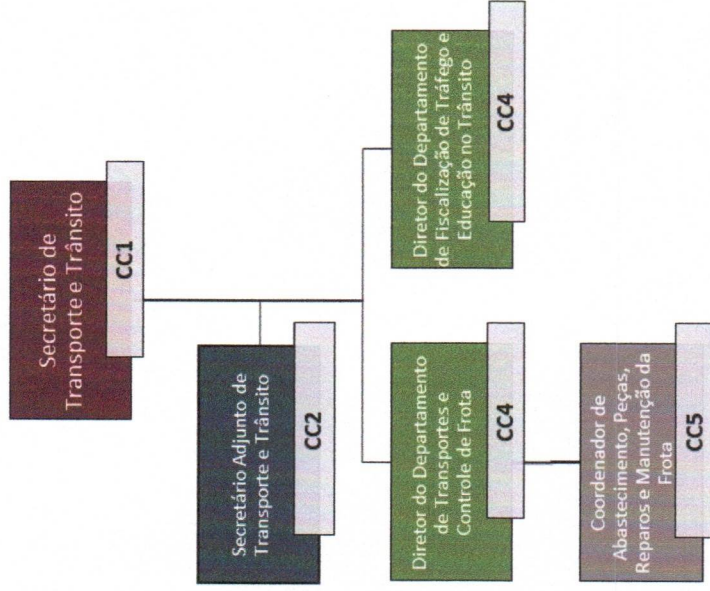 Secretário de
Transporte e Trânsito
CC1
Secretário Adjunto de
Transporte e Trânsito
CC2
Diretor do Departamento
de Transportes e
Controle de Frota
CC4
Diretor do Departamento
de Fiscalização de Tráfego e
Educação no Trânsito
CC4
Coordenador de
Abastecimento, Peças,
Reparos e Manutenção da
Frota
CC5